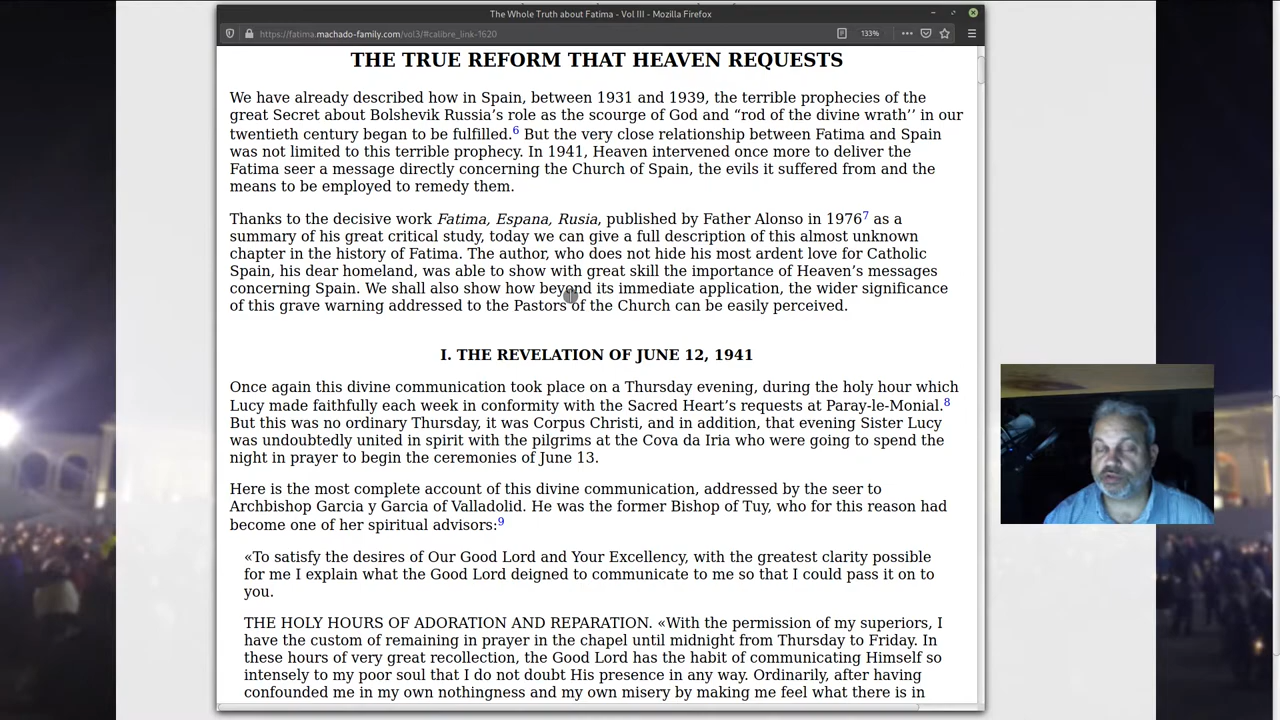 The Whole Truth about Fatima - Vol III - Mozilla Firefox
https://fatima.machado-family.com/vol3/#calibre_link-1620
133%
THE TRUE REFORM THAT HEAVEN REQUESTS
We have already described how in Spain, between 1931 and 1939, the terrible prophecies of the
great Secret about Bolshevik Russia’s role as the scourge of God and “rod of the divine wrath’’ in our
twentieth century began to be fulfilled.6 But the very close relationship between Fatima and Spain
was not limited to this terrible prophecy. In 1941, Heaven intervened once more to deliver the
Fatima seer a message directly concerning the Church of Spain, the evils it suffered from and the
means to be employed to remedy them.
Thanks to the decisive work Fatima, Espana, Rusia, published by Father Alonso in 19767 as a
summary of his great critical study, today we can give a full description of this almost unknown
chapter in the history of Fatima. The author, who does not hide his most ardent love for Catholic
Spain, his dear homeland, was able to show with great skill the importance of Heaven’s messages
concerning Spain. We shall also show how beyond its immediate application, the wider significance
of this grave warning addressed to the Pastors of the Church can be easily perceived.
I. THE REVELATION OF JUNE 12, 1941
Once again this divine communication took place on a Thursday evening, during the holy hour which
Lucy made faithfully each week in conformity with the Sacred Heart’s requests at Paray-le-Monial.8
But this was no ordinary Thursday, it was Corpus Christi, and in addition, that evening Sister Lucy
was undoubtedly united in spirit with the pilgrims at the Cova da Iria who were going to spend the
night in prayer to begin the ceremonies of June 13.
Here is the most complete account of this divine communication, addressed by the seer to
Archbishop Garcia y Garcia of Valladolid. He was the former Bishop of Tuy, who for this reason had
become one of her spiritual advisors:9
«To satisfy the desires of Our Good Lord and Your Excellency, with the greatest clarity possible
for me I explain what the Good Lord deigned to communicate to me so that I could pass it on to
you.
THE HOLY HOURS OF ADORATION AND REPARATION. «With the permission of my superiors, I
have the custom of remaining in prayer in the chapel until midnight from Thursday to Friday. In
these hours of very great recollection, the Good Lord has the habit of communicating Himself so
intensely to my poor soul that I do not doubt His presence in any way. Ordinarily, after having
confounded me in my own nothingness and my own misery by making me feel what there is in